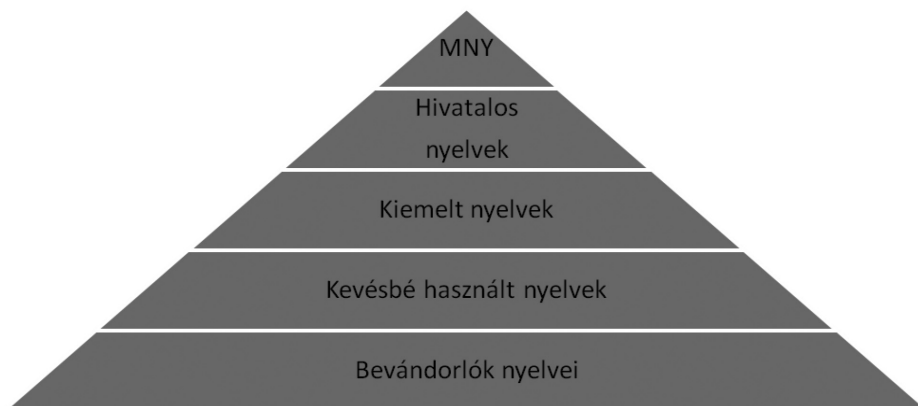 MNY
Hivatalos
nyelvek
Kiemelt nyelvek
Kevésbé használt nyelvek
Bevándorlók nyelvei